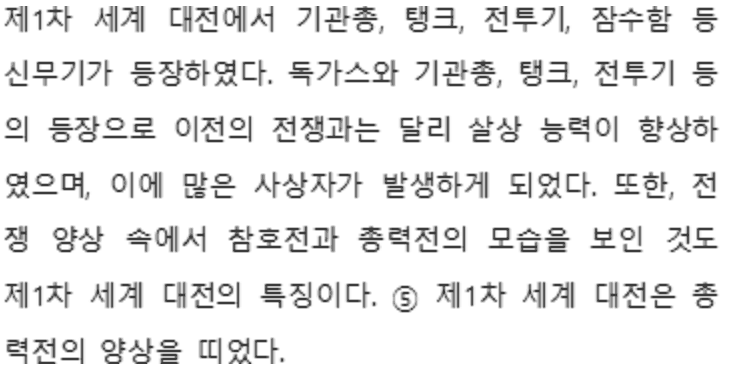 제1차 세계 대전에서 기관총, 탱크, 전투기, 잠수함 등
신무기가 등장하였다. 독가스와 기관총, 탱크, 전투기 등
의 등장으로 이전의 전쟁과는 달리 살상 능력이 향상하
였으며, 이에 많은 사상자가 발생하게 되었다. 또한, 전
쟁 양상 속에서 참호전과 총력전의 모습을 보인 것도
제1차 세계 대전의 특징이다. ⑤ 제1차 세계 대전은 총
력전의 양상을 띠었다.